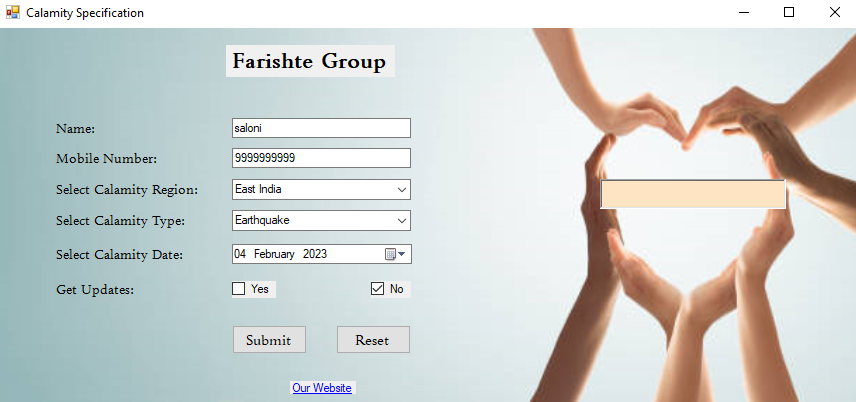 Calamity Specification
Farishte Group
Name: saloni
Mobile Number: 9999999999
Select Calamity Region: East India
Select Calamity Type: Earthquake
Select Calamity Date: 04 February 2023
Get Updates: Yes No
Submit Reset
Our Website